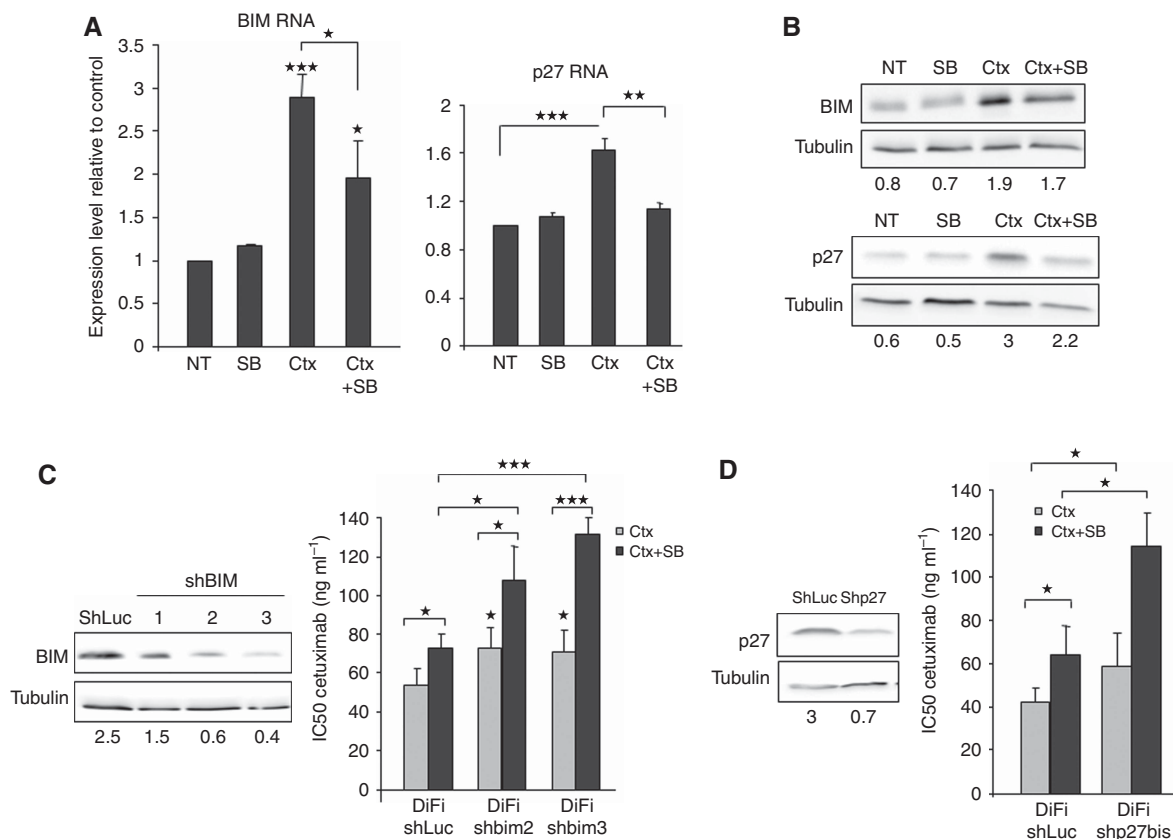 A
BIM RNA
Expression level relative to control
3.5
3
2.5
2
1.5
1
0.5
0
★
★★★
★
NT SB Ctx Ctx
+SB
p27 RNA
2
1.6
1.2
0.8
0.4
0
★★★
★★
NT SB Ctx Ctx
+SB
B
NT SB Ctx Ctx+SB
BIM
Tubulin
0.8 0.7 1.9 1.7
NT SB Ctx Ctx+SB
p27
Tubulin
0.6 0.5 3 2.2
C
shBIM
ShLuc 1 2 3
BIM
Tubulin
2.5 1.5 0.6 0.4
IC50 cetuximab (ng ml−1)
140
120
100
80
60
40
20
0
★★★
★
★
★★★
★
★
★
Ctx
Ctx+SB
DiFi DiFi DiFi
shLuc shbim2 shbim3
D
ShLuc Shp27
p27
Tubulin
3 0.7
IC50 cetuximab (ng ml−1)
140
120
100
80
60
40
20
0
★
★
★
Ctx
Ctx+SB
DiFi DiFi
shLuc shp27bis